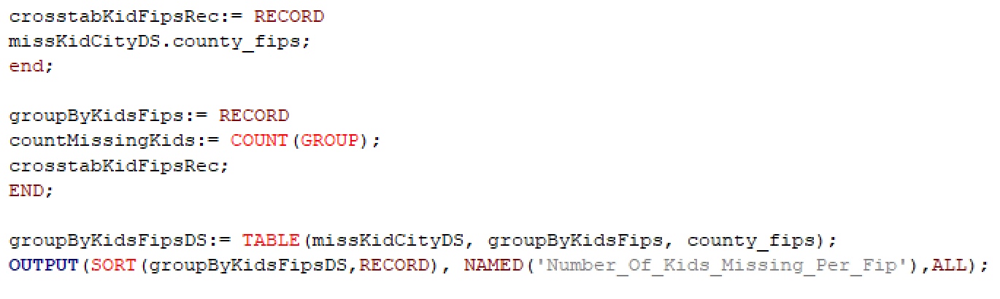 crosstabKidFipsRec:= RECORD
missKidCityDS.county_fips;
end;
groupByKidsFips:= RECORD
countMissingKids:= COUNT(GROUP);
crosstabKidFipsRec;
END;
groupByKidsFipsDS:= TABLE(missKidCityDS, groupByKidsFips, county_fips);
OUTPUT(SORT(groupByKidsFipsDS,RECORD), NAMED('Number_Of_Kids_Missing_Per_Fip'),ALL);